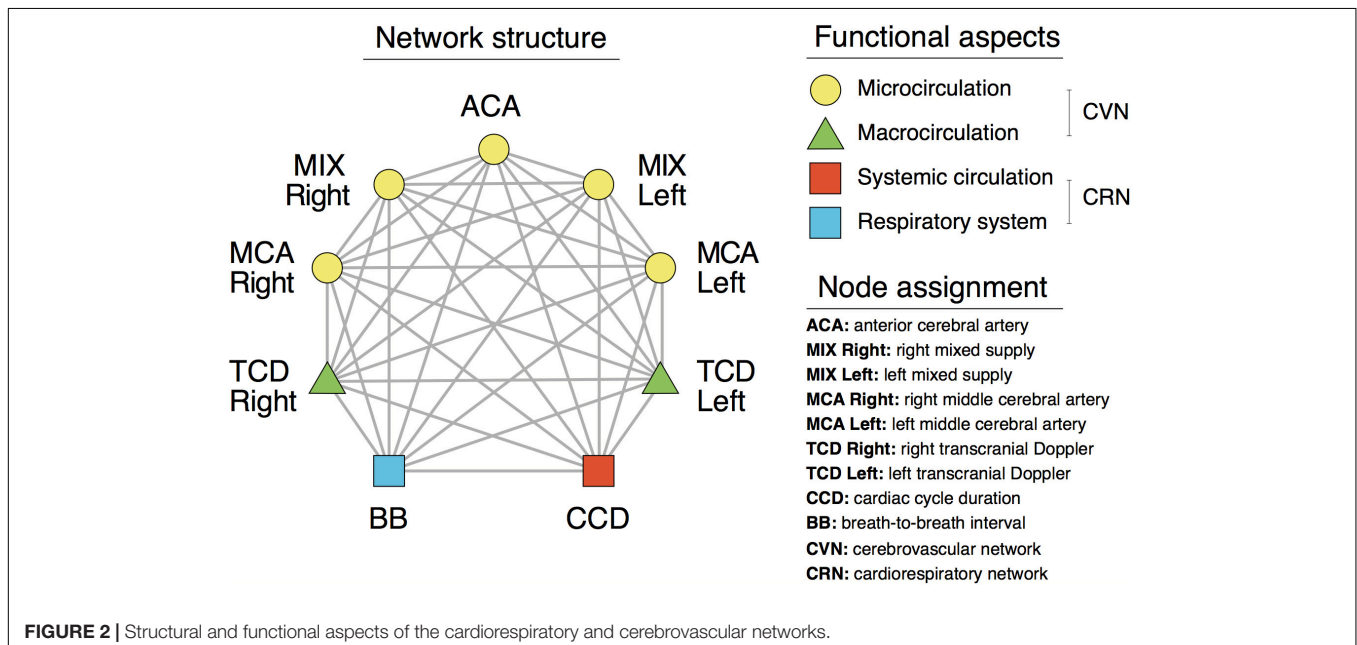 Network structure
ACA
MIX
Right
MIX
Left
MCA
Right
MCA
Left
TCD
Right
TCD
Left
BB
CCD
Functional aspects
Microcirculation
Macrocirculation
CVN
Systemic circulation
Respiratory system
CRN
Node assignment
ACA: anterior cerebral artery
MIX Right: right mixed supply
MIX Left: left mixed supply
MCA Right: right middle cerebral artery
MCA Left: left middle cerebral artery
TCD Right: right transcranial Doppler
TCD Left: left transcranial Doppler
CCD: cardiac cycle duration
BB: breath-to-breath interval
CVN: cerebrovascular network
CRN: cardiorespiratory network
FIGURE 2 | Structural and functional aspects of the cardiorespiratory and cerebrovascular networks.